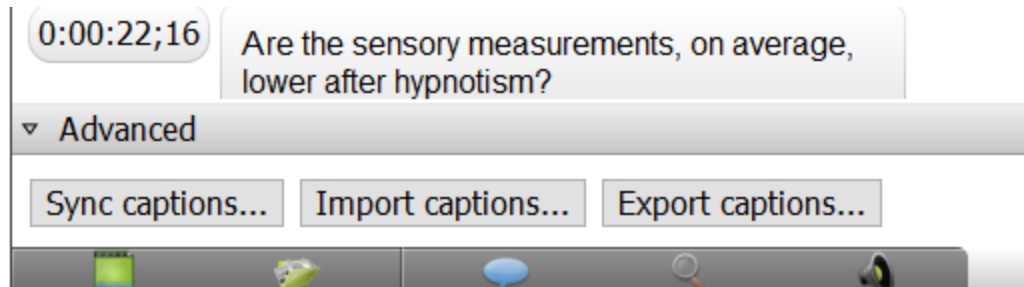 0:00:22;16
Are the sensory measurements, on average,
lower after hypnotism?
Advanced
Sync captions... Import captions... Export captions...